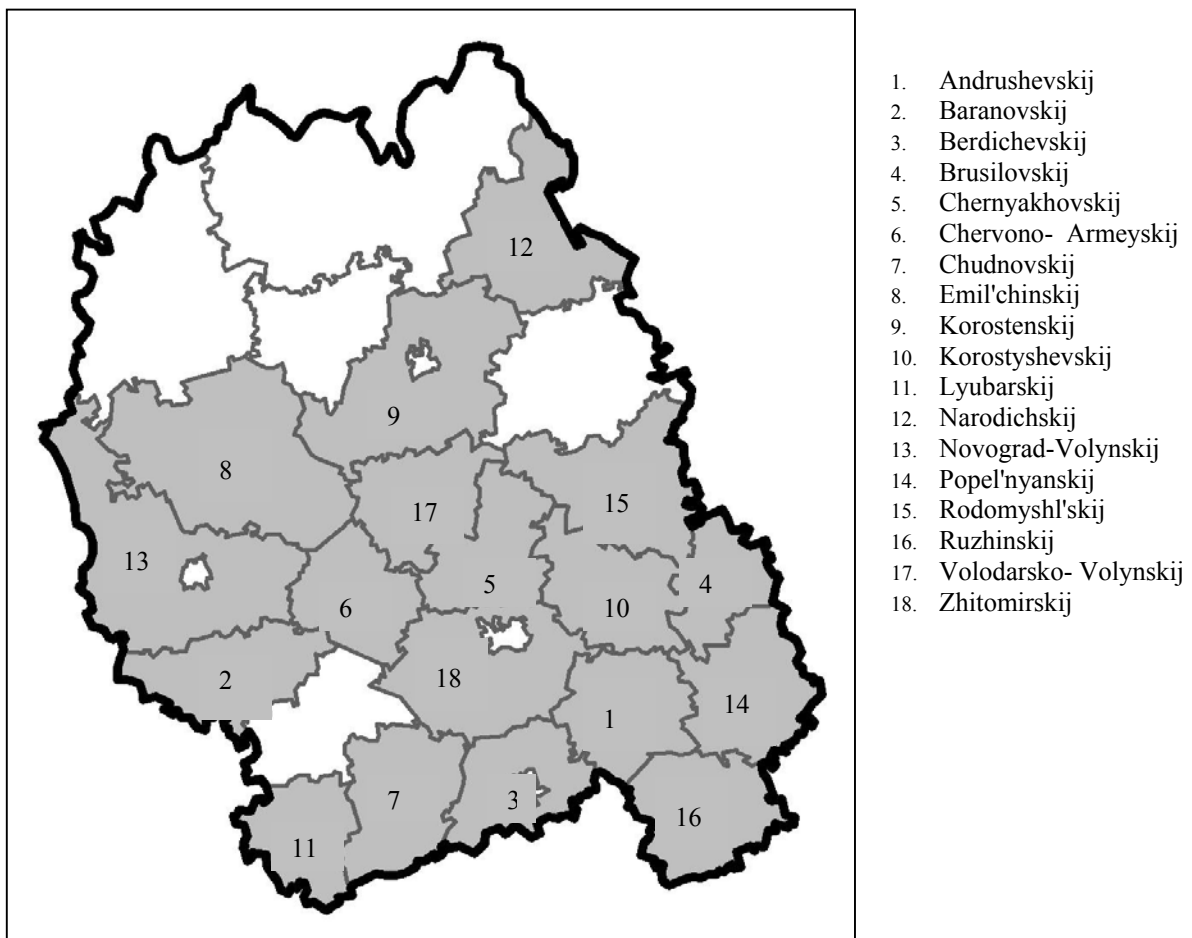 12
9
8
17
15
13
5
4
6
10
2
18
1
14
7
3
16
11
1. Andrushevskij
2. Baranovskij
3. Berdichevskij
4. Brusilovskij
5. Chernyakhovskij
6. Chervono- Armeyskij
7. Chudnovskij
8. Emil'chinskij
9. Korostenskij
10. Korostyshevskij
11. Lyubarskij
12. Narodichskij
13. Novograd-Volynskij
14. Popel'nyanskij
15. Rodomyshl'skij
16. Ruzhinskij
17. Volodarsko- Volynskij
18. Zhitomirskij